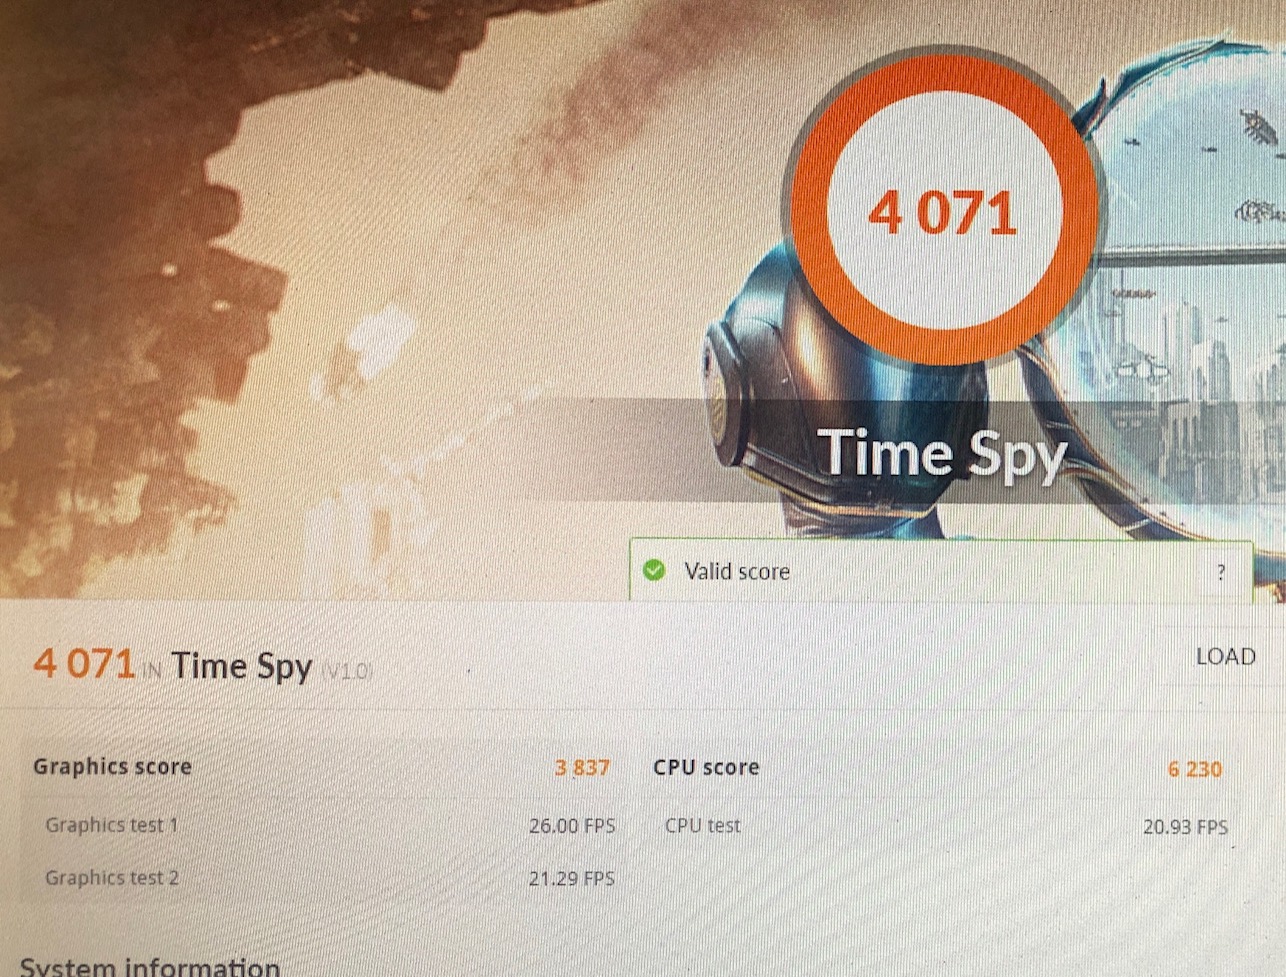 4 071
Time Spy
Valid score ?
4 071 IN Time Spy (V1.0)
LOAD
Graphics score 3 837
CPU score 6 230
Graphics test 1 26.00 FPS
CPU test 20.93 FPS
Graphics test 2 21.29 FPS
System information